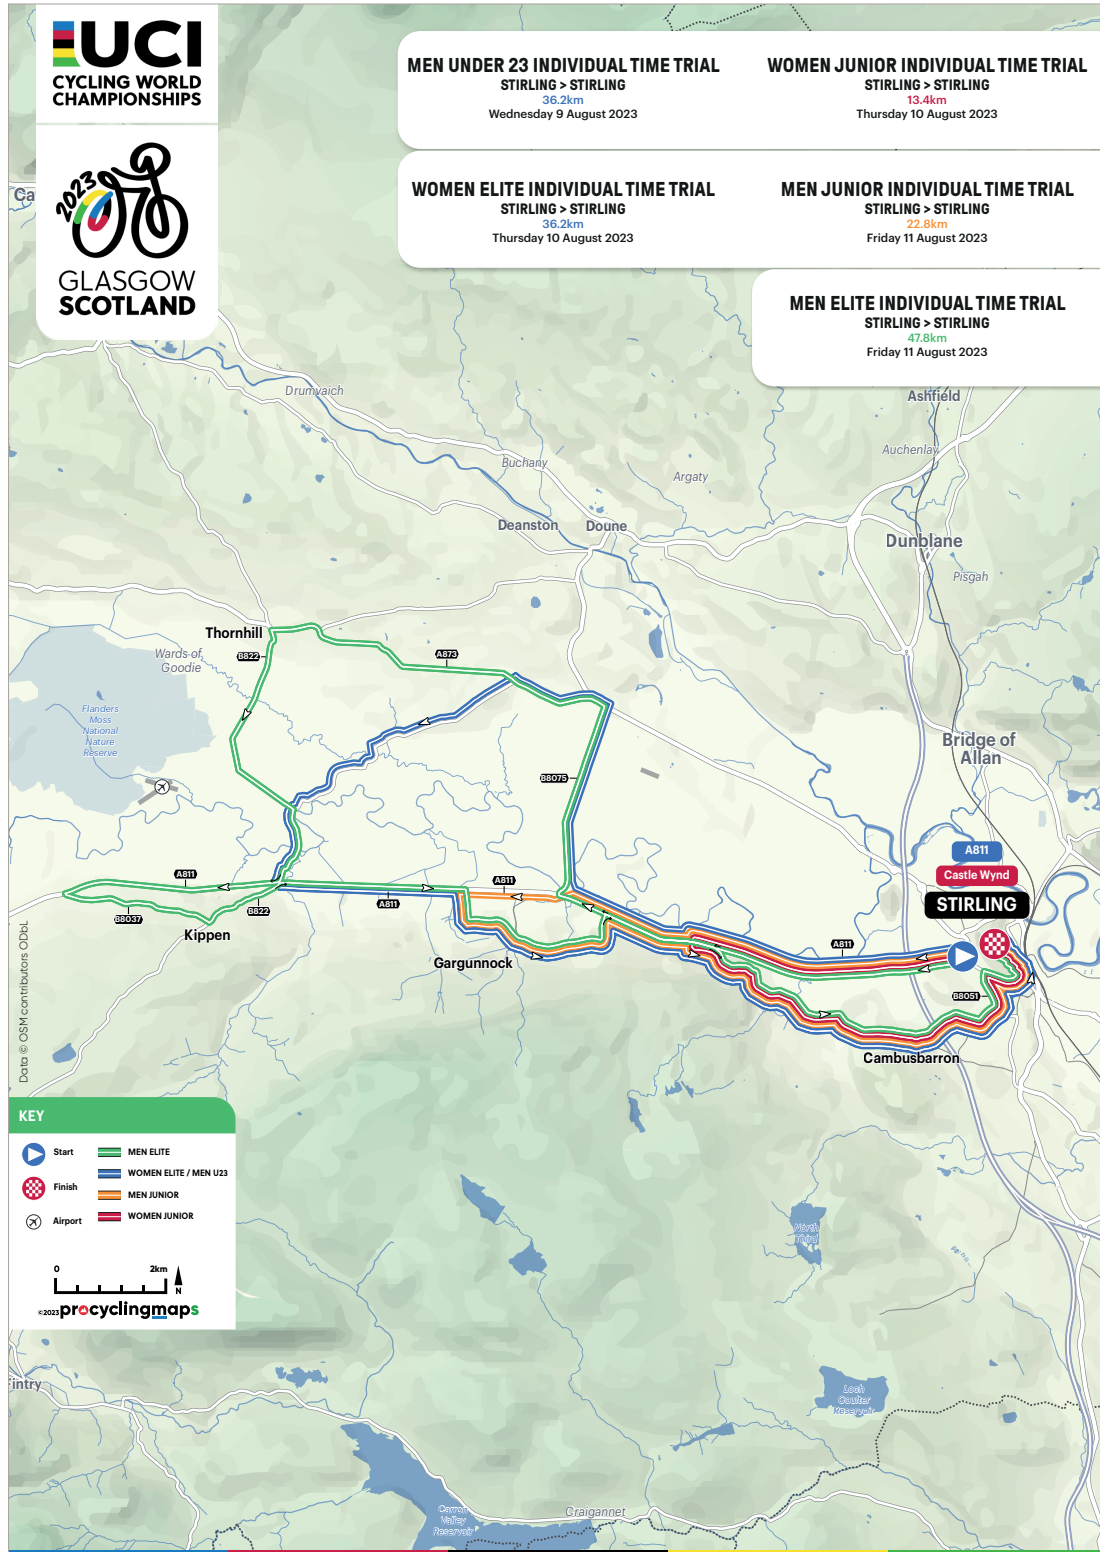 UCI
CYCLING WORLD
CHAMPIONSHIPS
2023
GLASGOW
SCOTLAND
MEN UNDER 23 INDIVIDUAL TIME TRIAL
STIRLING > STIRLING
36.2km
Wednesday 9 August 2023
WOMEN JUNIOR INDIVIDUAL TIME TRIAL
STIRLING > STIRLING
13.4km
Thursday 10 August 2023
WOMEN ELITE INDIVIDUAL TIME TRIAL
STIRLING > STIRLING
36.2km
Thursday 10 August 2023
MEN JUNIOR INDIVIDUAL TIME TRIAL
STIRLING > STIRLING
22.8km
Friday 11 August 2023
MEN ELITE INDIVIDUAL TIME TRIAL
STIRLING > STIRLING
47.8km
Friday 11 August 2023
Ca
Drumvaich
Ashfield
Auchenlay
Buchany
Argaty
Deanston
Doune
Dunblane
Pisgah
Thornhill
B822
A873
Wards of
Goodie
Flanders
Moss
National
Nature
Reserve
Bridge of
Allan
B8075
A811
Castle Wynd
STIRLING
A811
A811
A811
B8037
B822
Kippen
Gargunnock
A811
B8051
Cambusbarron
Data © OSM contributors ODbL
KEY
Start
MEN ELITE
WOMEN ELITE / MEN U23
Finish
MEN JUNIOR
Airport
WOMEN JUNIOR
0
2km
N
©2023 procyclingmaps
North
Third
Loch
Coulter
Reservoir
intry
Carron
Valley
Reservoir
Craigannet